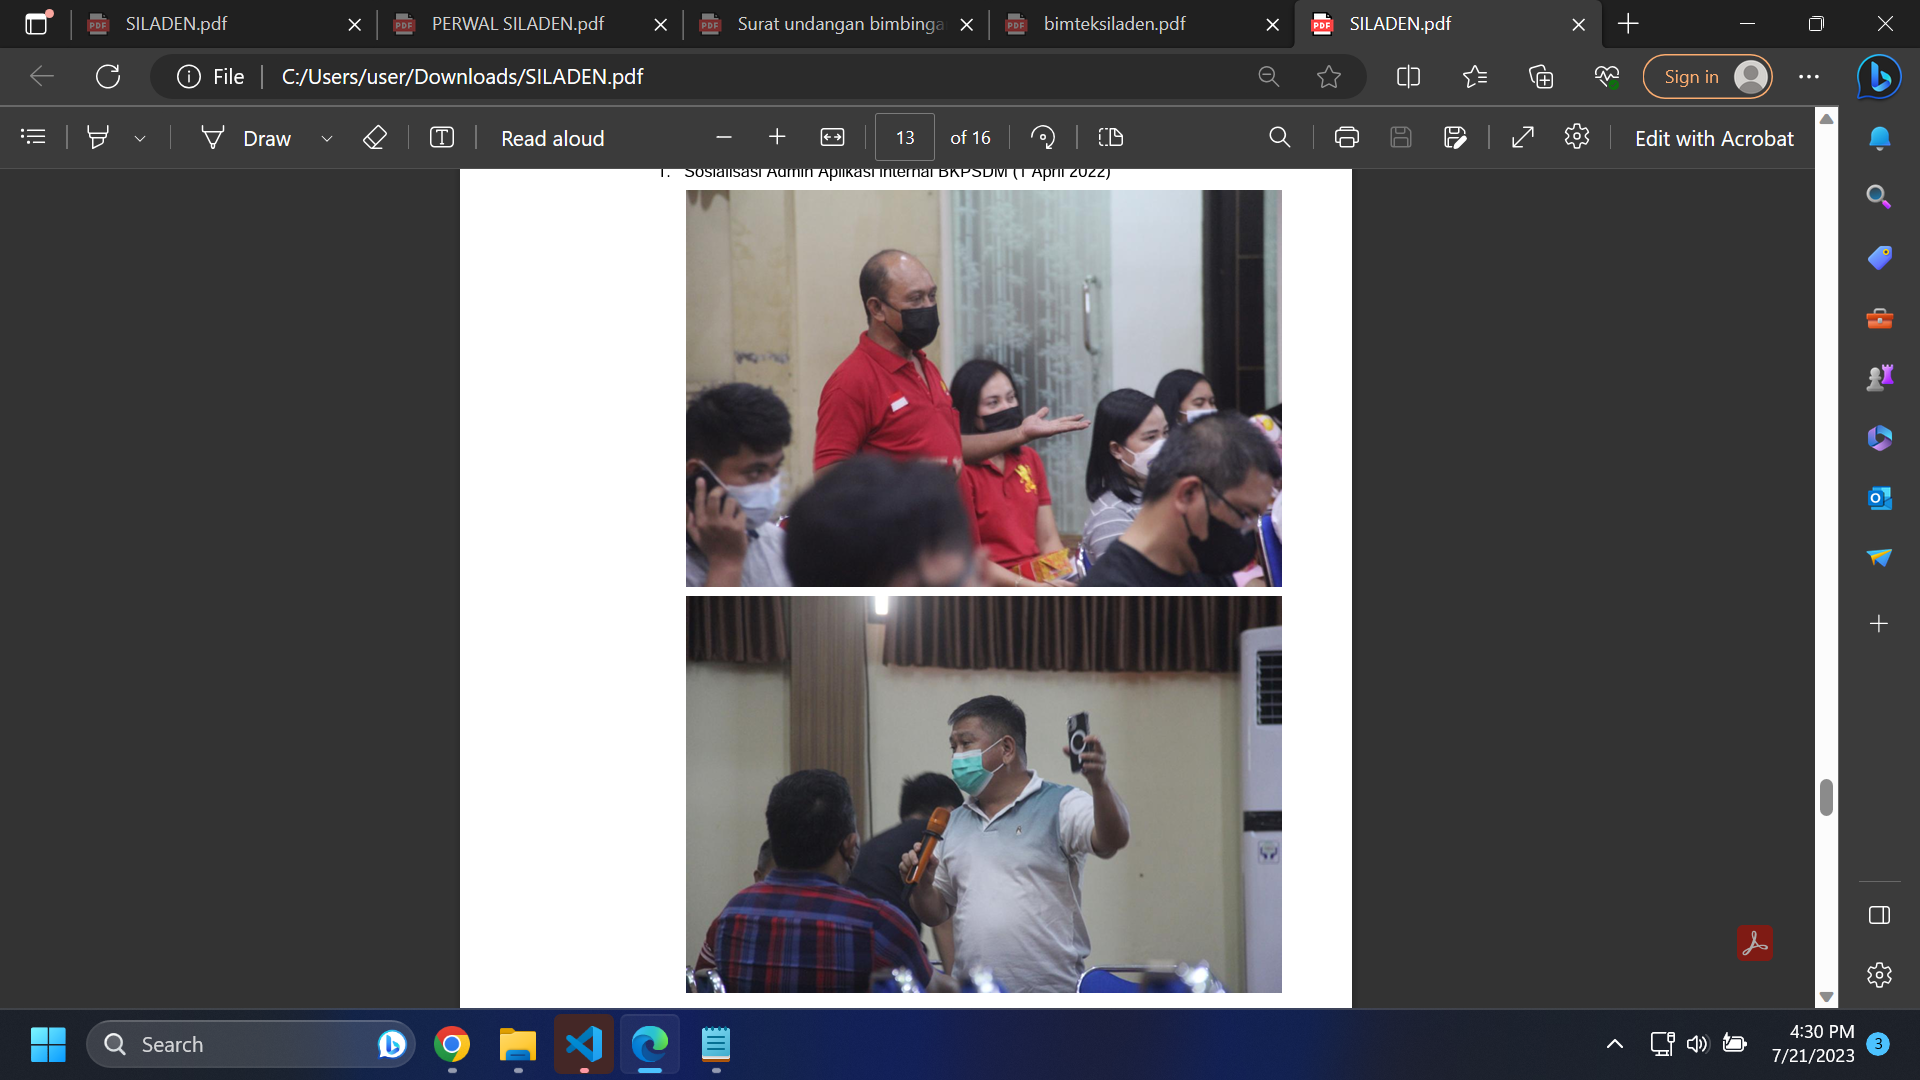 SILADEN.pdf
PERWAL SILADEN.pdf
Surat undangan bimbinga
bimteksiladen.pdf
SILADEN.pdf
File
C:/Users/user/Downloads/SILADEN.pdf
Sign in
Draw
Read aloud
13 of 16
Edit with Acrobat
1. Sosialisasi Admin Aplikasi Internal BKPSDM (1 April 2022)
Search
4:30 PM
7/21/2023
3